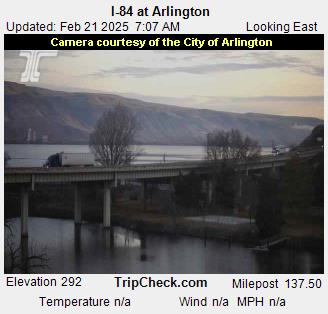 I-84 at Arlington
Updated: Feb 21 2025 7:07 AM Looking East
Camera courtesy of the City of Arlington
Elevation 292 TripCheck.com Milepost 137.50
Temperature n/a Wind n/a MPH n/a